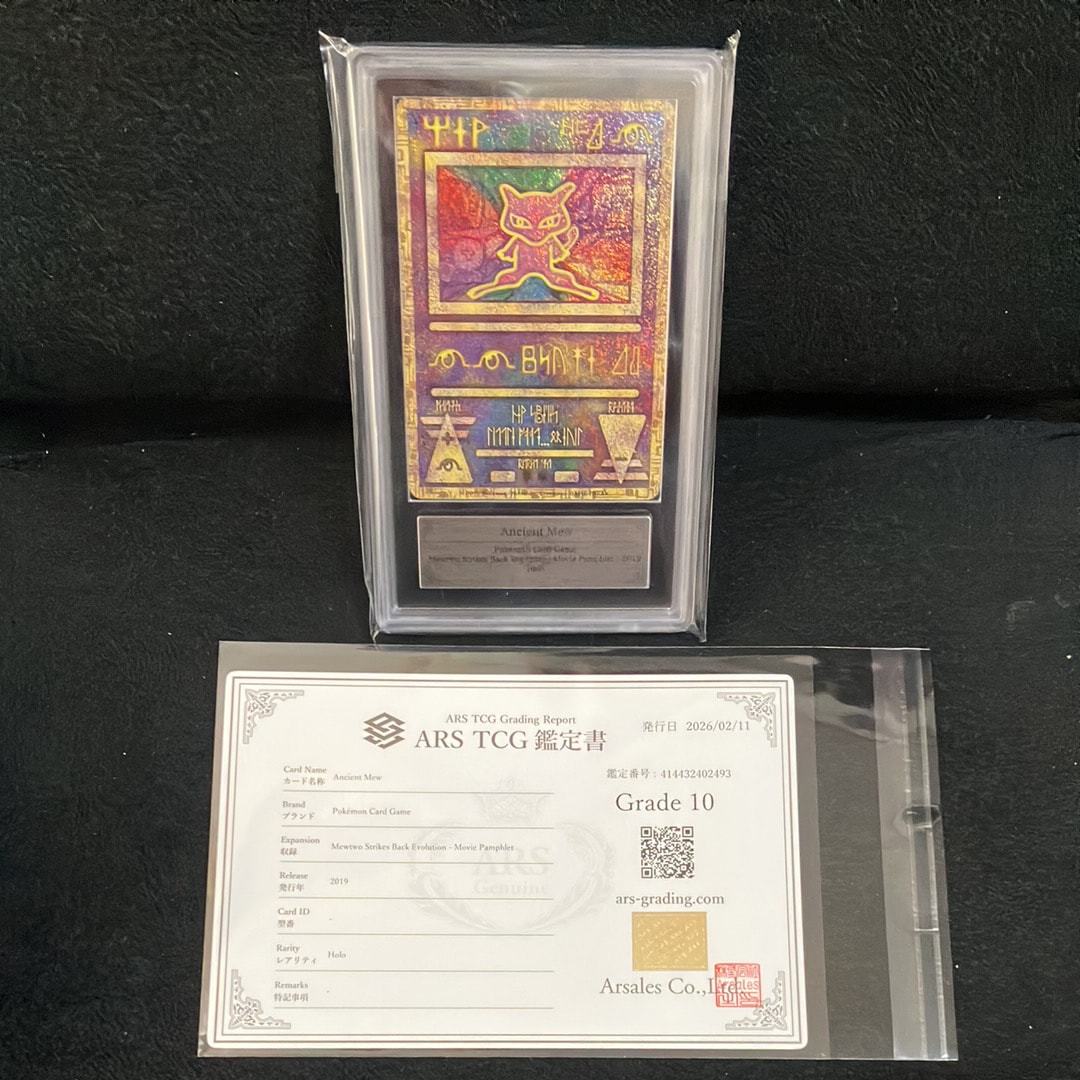 Ancient Mew
Pokémon Card Game
ARS TCG Grading Report
ARS TCG 鑑定書
発行日 2026/02/11
Card Name
カード名称 Ancient Mew
Brand
ブランド Pokémon Card Game
Expansion
収録 Mewtwo Strikes Back Evolution - Movie Pamphlet
Release
発行年 2019
Card ID
型番 -
Rarity
レアリティ Holo
Remarks
特記事項 -
鑑定番号 : 414432402493
Grade 10
ars-grading.com
Arsales Co.,Ltd.
ARS
Genuine